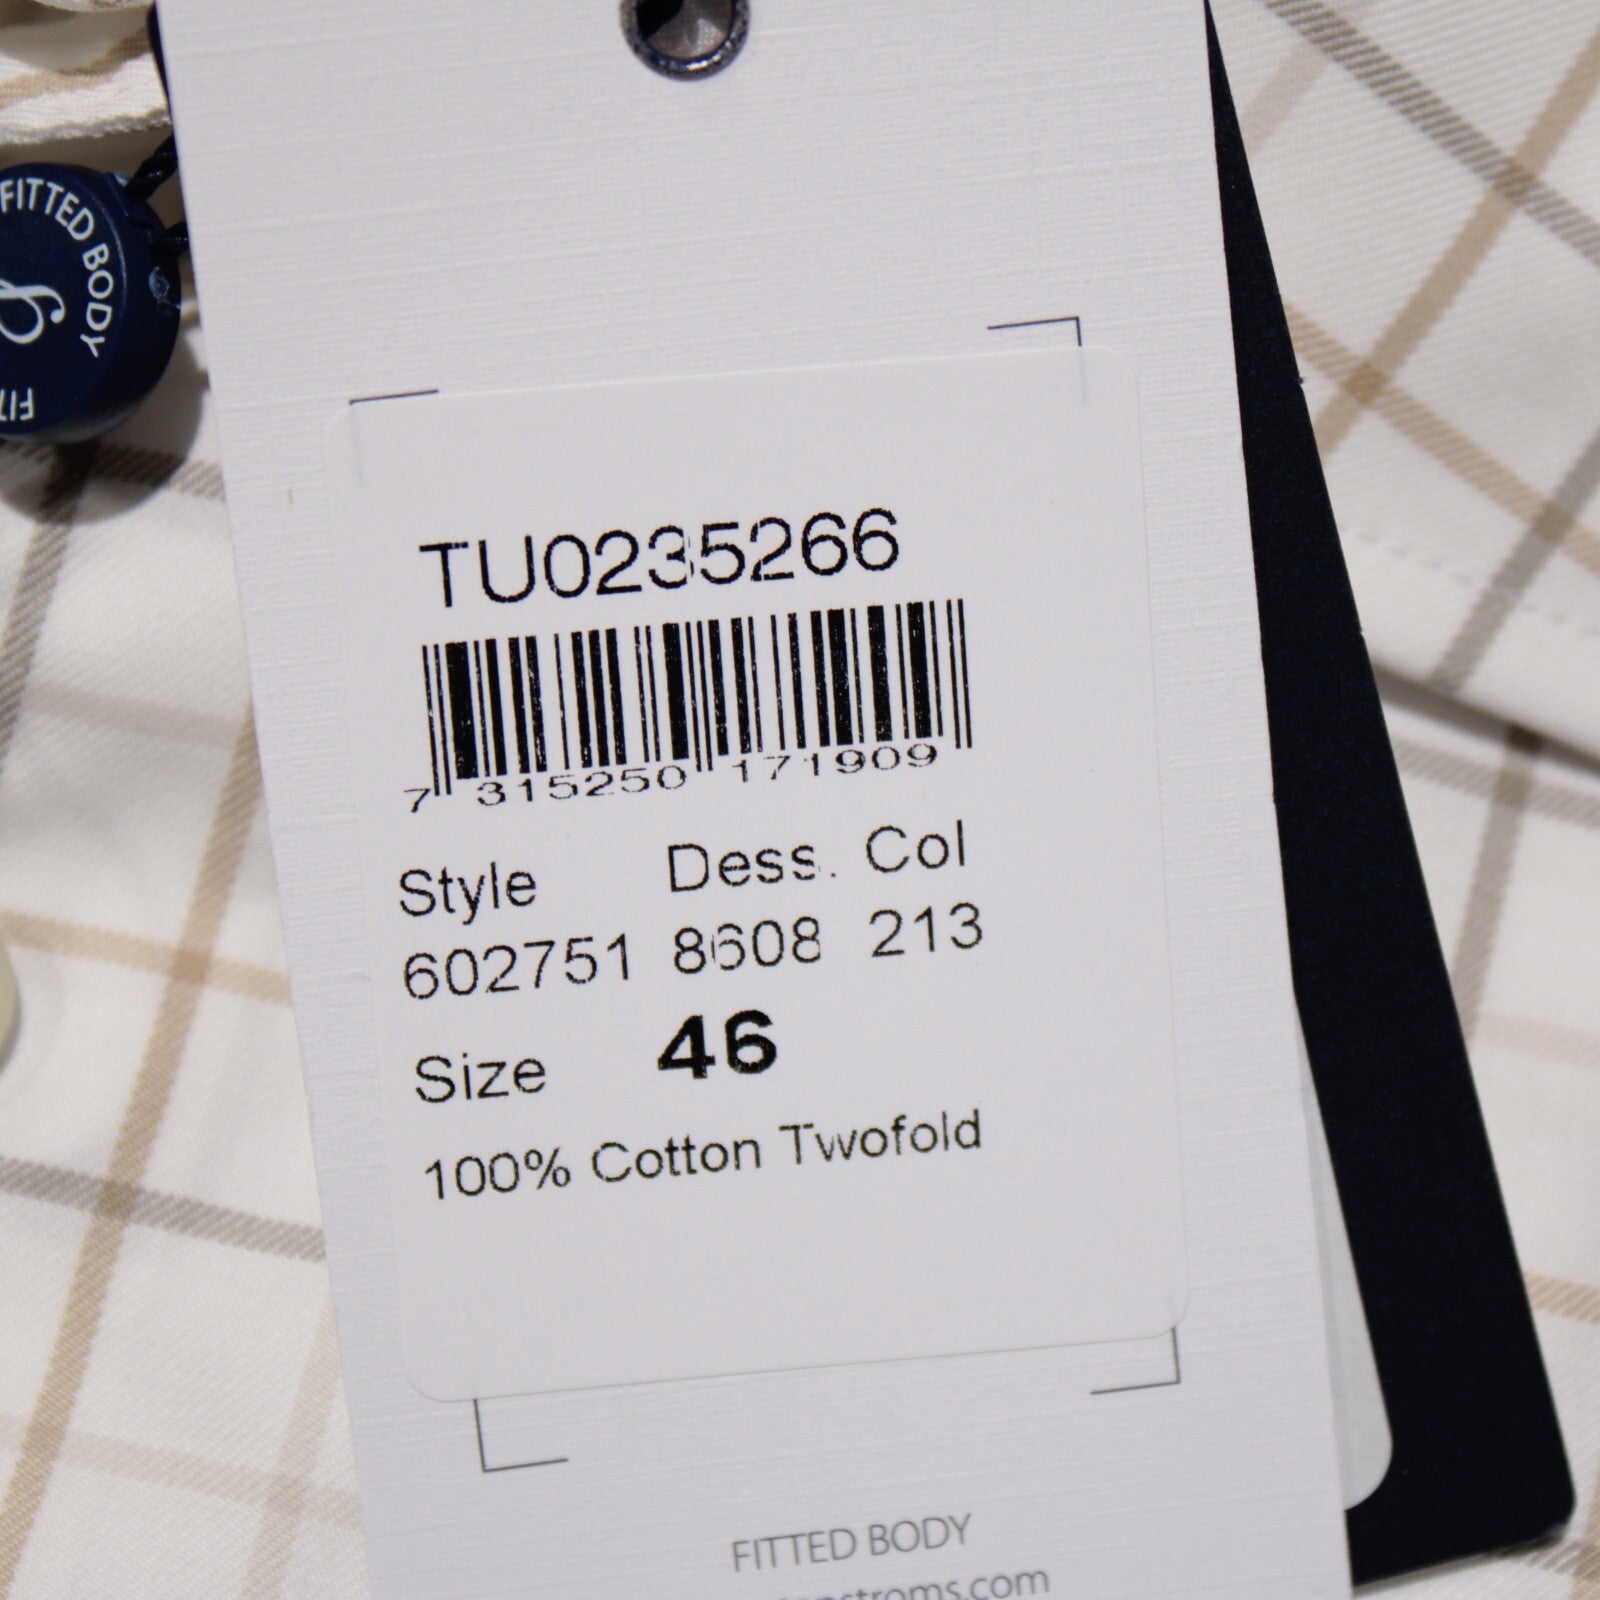 FITTED BODY
TU0235266
7 315250 171909
Style Dess. Col
602751 8608 213
Size 46
100% Cotton Twofold
FITTED BODY